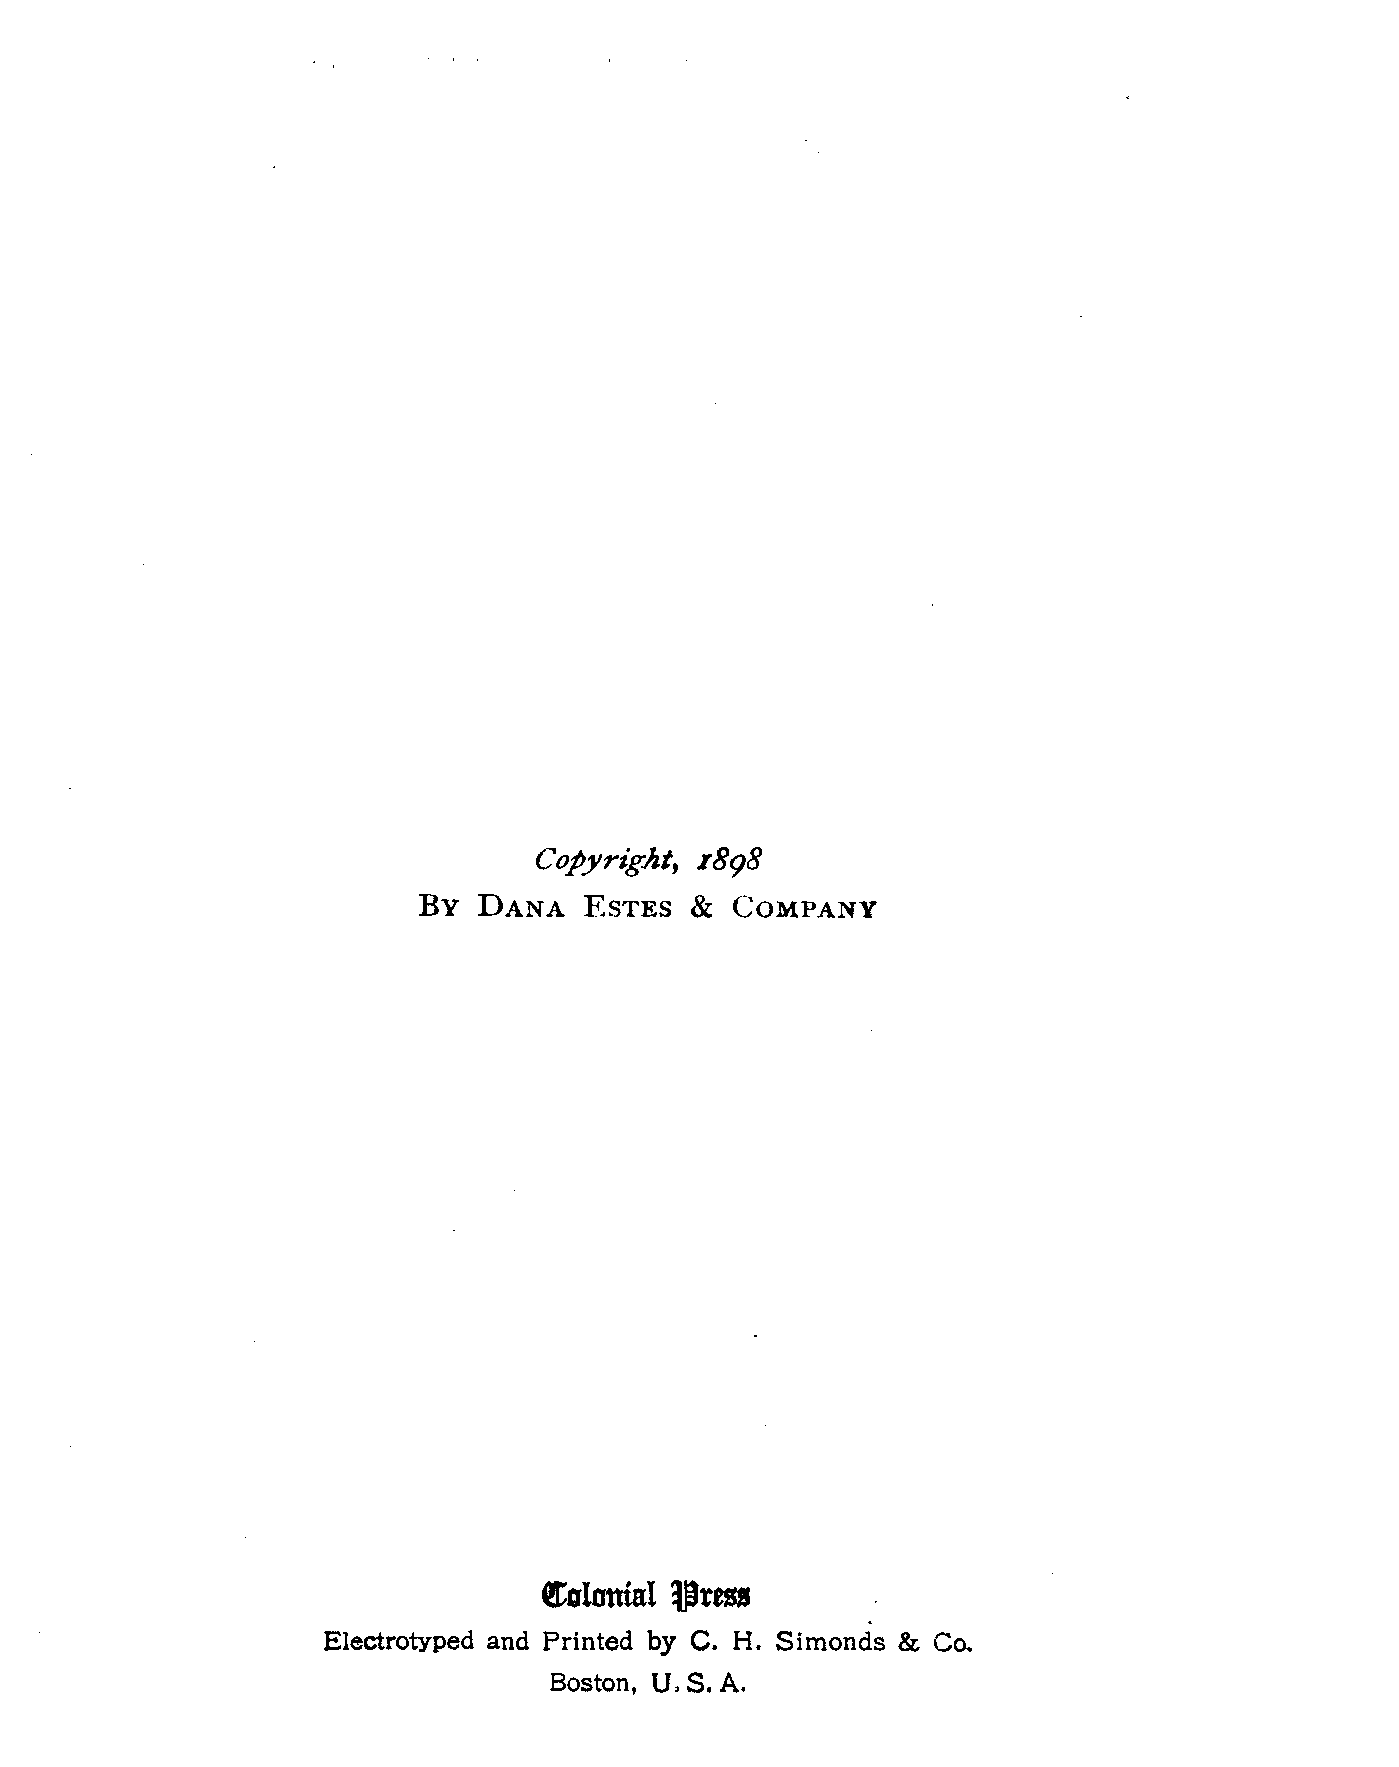 Copyright, 1898
BY DANA ESTES & COMPANY
Colonial Press
Electrotyped and Printed by C. H. Simonds & Co.
Boston, U. S. A.